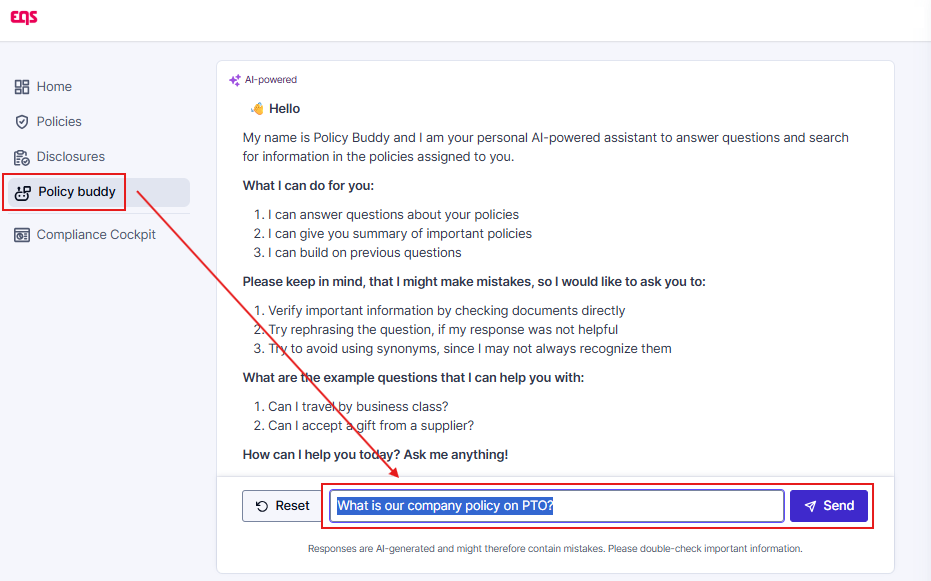 EQS
Home
Policies
Disclosures
Policy buddy
Compliance Cockpit
AI-powered
Hello
My name is Policy Buddy and I am your personal AI-powered assistant to answer questions and search
for information in the policies assigned to you.
What I can do for you:
1. I can answer questions about your policies
2. I can give you summary of important policies
3. I can build on previous questions
Please keep in mind, that I might make mistakes, so I would like to ask you to:
1. Verify important information by checking documents directly
2. Try rephrasing the question, if my response was not helpful
3. Try to avoid using synonyms, since I may not always recognize them
What are the example questions that I can help you with:
1. Can I travel by business class?
2. Can I accept a gift from a supplier?
How can I help you today? Ask me anything!
Reset
What is our company policy on PTO?
Send
Responses are AI-generated and might therefore contain mistakes. Please double-check important information.